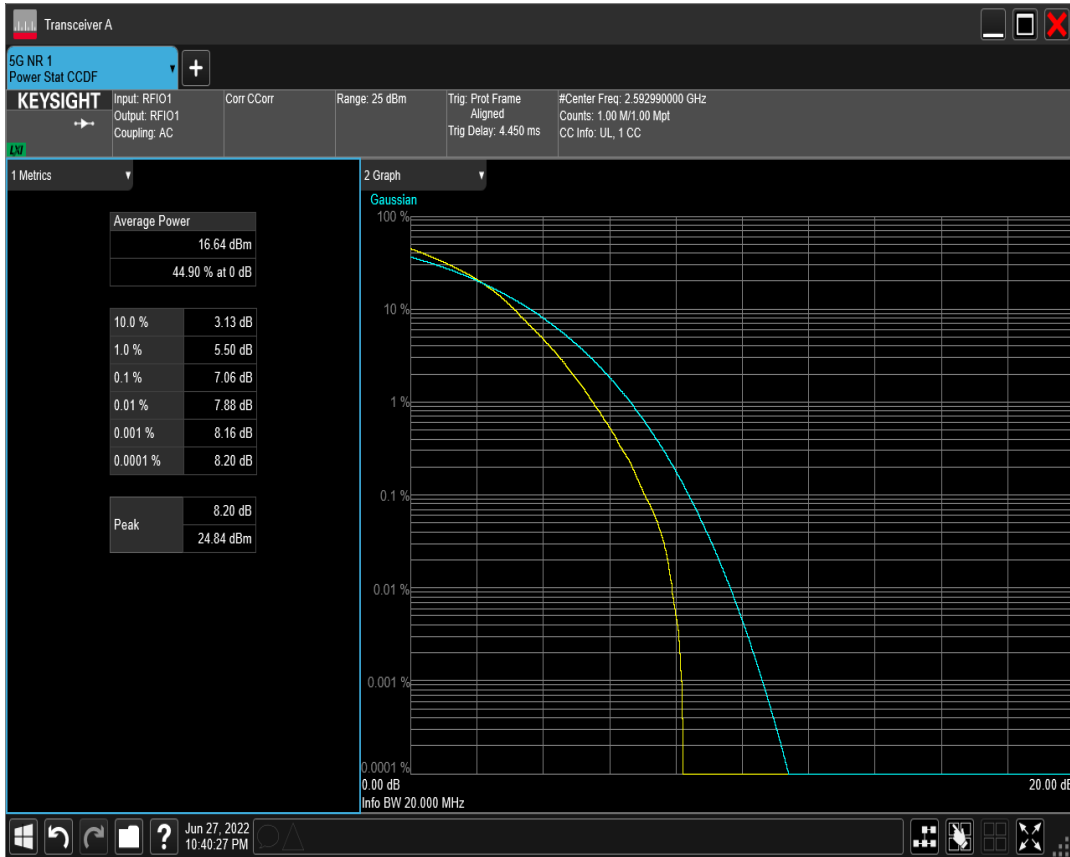 Transceiver A
5G NR 1
Power Stat CCDF
+
KEYSIGHT
LXI
Input: RFIO1
Output: RFIO1
Coupling: AC
Corr CCorr
Range: 25 dBm
Trig: Prot Frame
Aligned
Trig Delay: 4.450 ms
#Center Freq: 2.592990000 GHz
Counts: 1.00 M/1.00 Mpt
CC Info: UL, 1 CC
1 Metrics
Average Power
16.64 dBm
44.90 % at 0 dB
10.0 % 3.13 dB
1.0 % 5.50 dB
0.1 % 7.06 dB
0.01 % 7.88 dB
0.001 % 8.16 dB
0.0001 % 8.20 dB
Peak
8.20 dB
24.84 dBm
2 Graph
Gaussian
100 %
10 %
1 %
0.1 %
0.01 %
0.001 %
0.0001 %
0.00 dB 20.00 dB
Info BW 20.000 MHz
?
Jun 27, 2022
10:40:27 PM